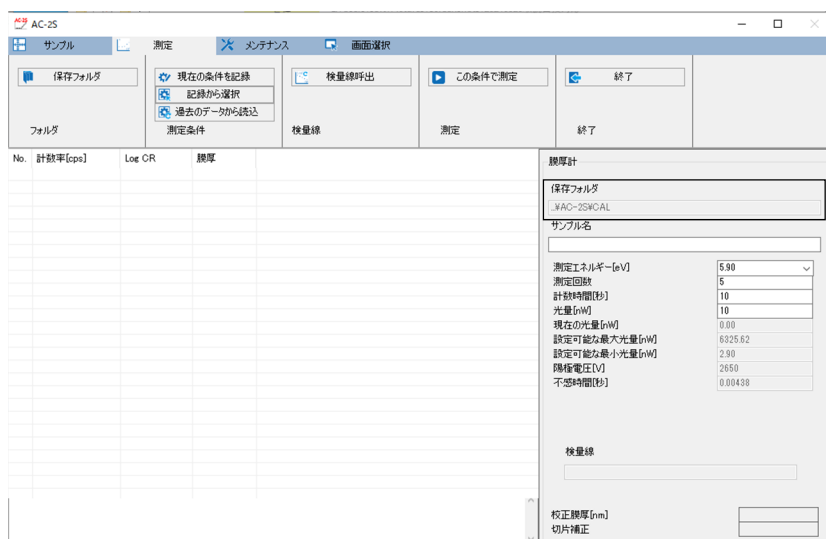 AC-2S AC-2S
サンプル 測定 メンテナンス 画面選択
保存フォルダ 現在の条件を記録 検量線呼出 この条件で測定 終了
記録から選択
過去のデータから読込
フォルダ 測定条件 検量線 測定 終了
No. 計数率[cps] Log CR 膜厚
膜厚計
保存フォルダ
..¥AC-2S¥CAL
サンプル名
測定エネルギー[eV] 5.90
測定回数 5
計数時間[秒] 10
光量[nW] 10
現在の光量[nW] 0.00
設定可能な最大光量[nW] 6325.62
設定可能な最小光量[nW] 2.90
陽極電圧[V] 2650
不感時間[秒] 0.00438
検量線
校正膜厚[nm]
切片補正